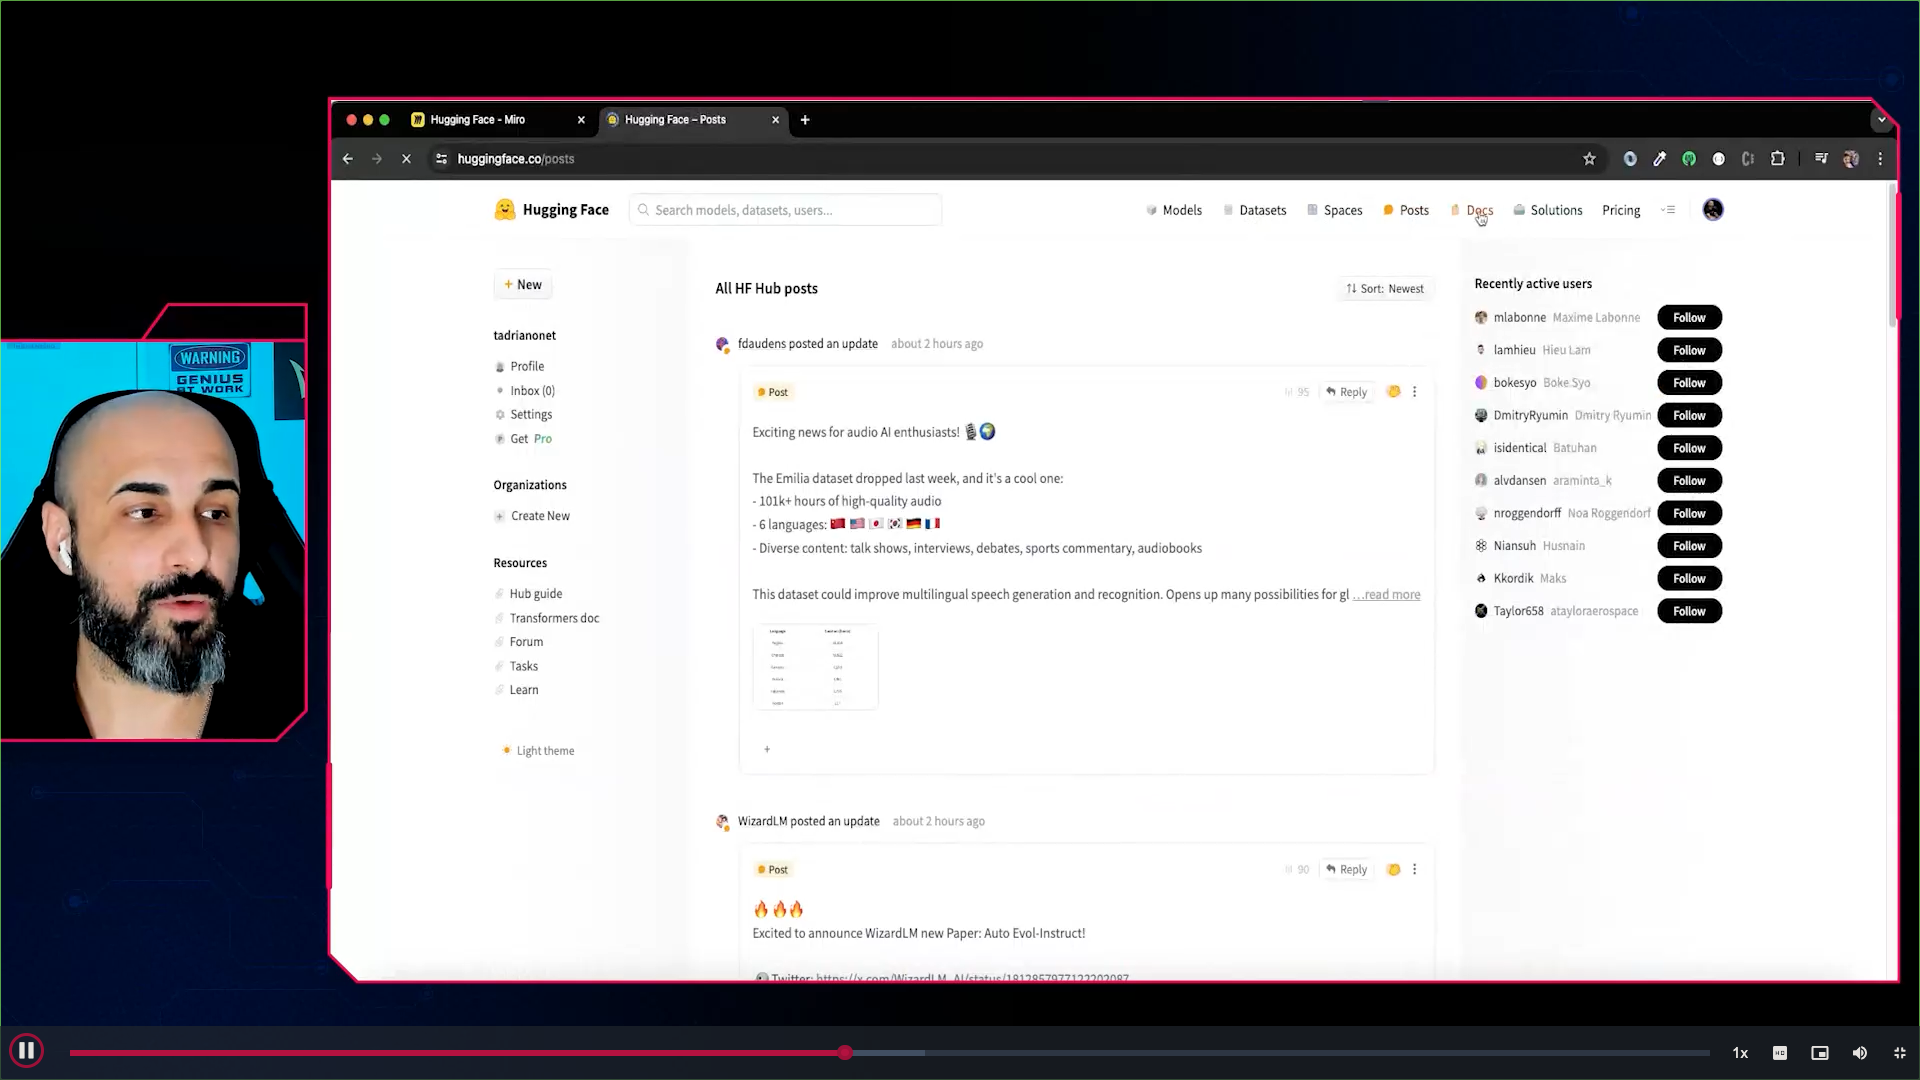 Hugging Face - Miro
Hugging Face – Posts
huggingface.co/posts
Hugging Face
Search models, datasets, users...
Models
Datasets
Spaces
Posts
Docs
Solutions
Pricing
+ New
tadrianonet
Profile
Inbox (0)
Settings
Get Pro
Organizations
Create New
Resources
Hub guide
Transformers doc
Forum
Tasks
Learn
Light theme
All HF Hub posts
Sort: Newest
fdaudens posted an update about 2 hours ago
Post
95
Reply
Exciting news for audio AI enthusiasts! 🎙️🌍
The Emilia dataset dropped last week, and it's a cool one:
- 101k+ hours of high-quality audio
- 6 languages: 🇨🇳 🇺🇸 🇯🇵 🇰🇷 🇩🇪 🇫🇷
- Diverse content: talk shows, interviews, debates, sports commentary, audiobooks
This dataset could improve multilingual speech generation and recognition. Opens up many possibilities for gl …read more
+
WizardLM posted an update about 2 hours ago
Post
90
Reply
🔥🔥🔥
Excited to announce WizardLM new Paper: Auto Evol-Instruct!
Twitter: https://x.com/WizardLM_AI/status/1812857977122202087
Recently active users
mlabonne Maxime Labonne Follow
lamhieu Hieu Lam Follow
bokesyo Boke Syo Follow
DmitryRyumin Dmitry Ryumin Follow
isidentical Batuhan Follow
alvdansen araminta_k Follow
nroggendorff Noa Roggendorf Follow
Niansuh Husnain Follow
Kkordik Maks Follow
Taylor658 atayloraerospace Follow
WARNING
GENIUS
AT WORK
1x